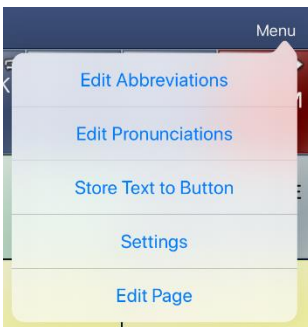 Menu
Edit Abbreviations
Edit Pronunciations
Store Text to Button
Settings
Edit Page